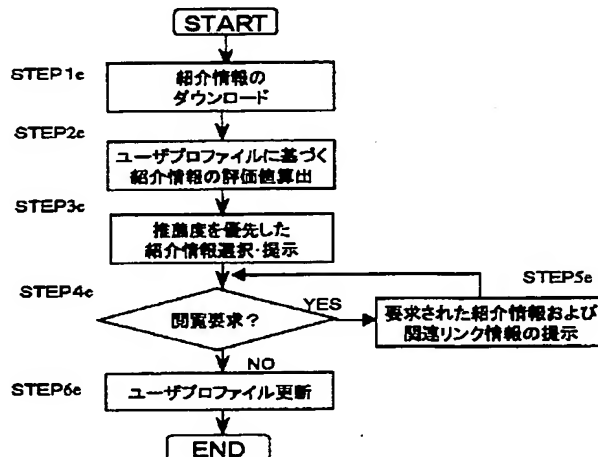 START
STEP1e
紹介情報の
ダウンロード
STEP2e
ユーザプロファイルに基づく
紹介情報の評価値算出
STEP3e
推薦度を優先した
紹介情報選択・提示
STEP4e
閲覧要求？
YES
STEP5e
要求された紹介情報および
関連リンク情報の提示
NO
STEP6e
ユーザプロファイル更新
END